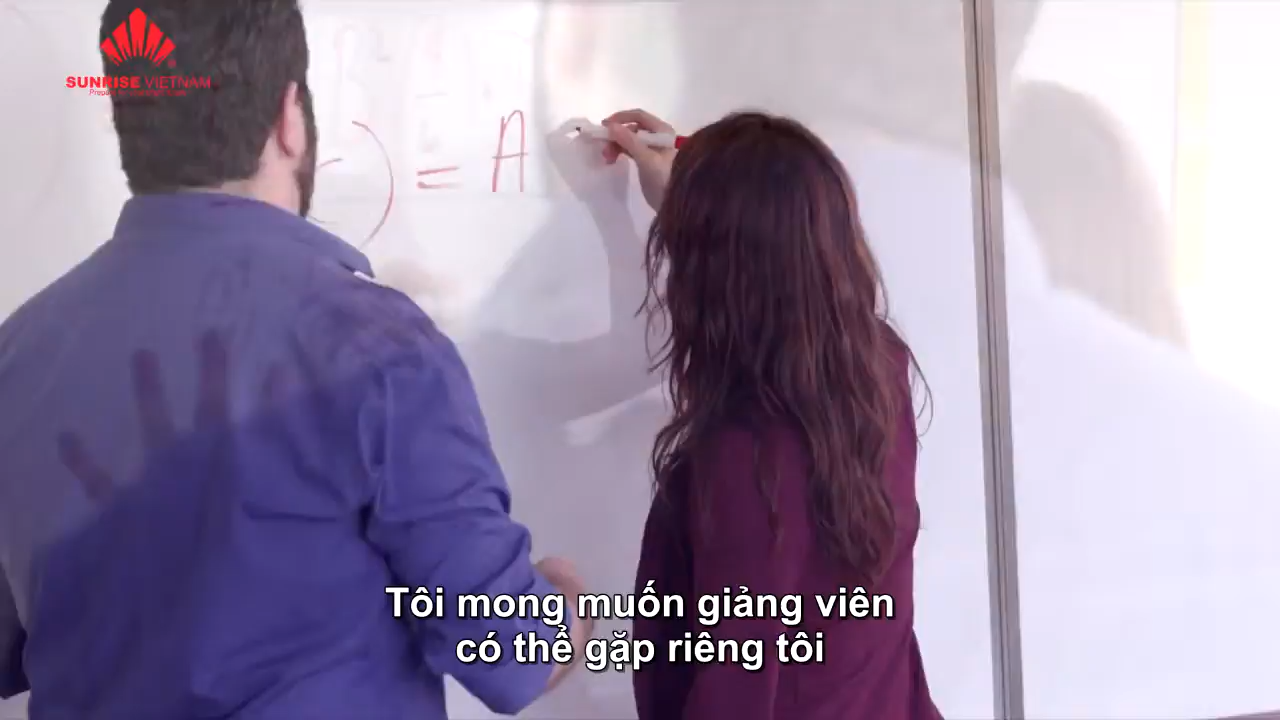 SUNRISE VIETNAM
) = A
Tôi mong muốn giảng viên
có thể gặp riêng tôi